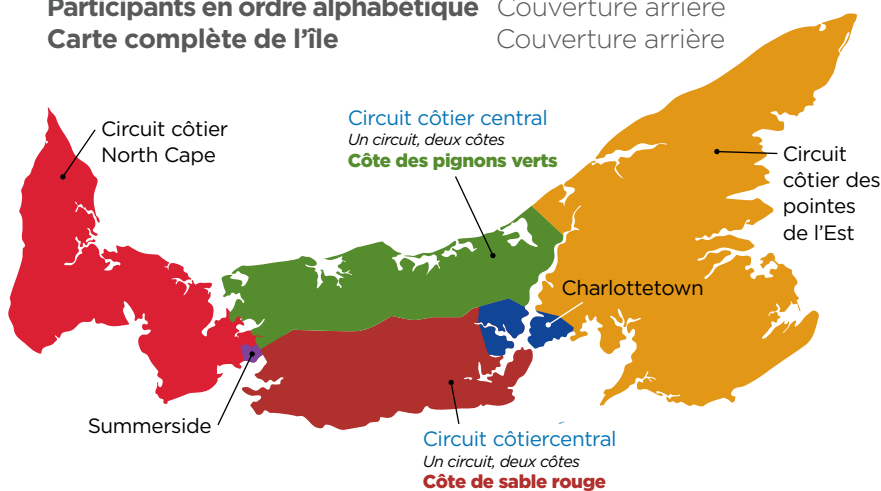 Participants en ordre alphabétique Couverture arrière
Carte complète de l'île Couverture arrière
Circuit côtier
North Cape
Circuit côtier central
Un circuit, deux côtes
Côte des pignons verts
Circuit
côtier des
pointes
de l'Est
Charlottetown
Summerside
Circuit côtiercentral
Un circuit, deux côtes
Côte de sable rouge